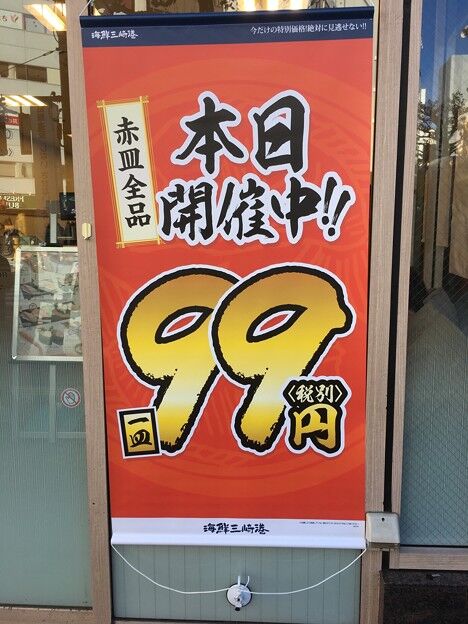 海鮮三崎港
今だけの特別価格!絶対に見逃せない!!
赤皿全品
本日
開催中!!
一皿
99
〈税別〉
円
海鮮三崎港